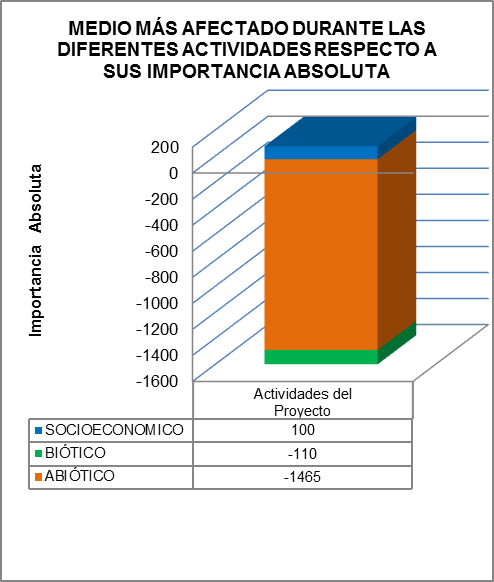 MEDIO MÁS AFECTADO DURANTE LAS
DIFERENTES ACTIVIDADES RESPECTO A
SUS IMPORTANCIA ABSOLUTA
Importancia Absoluta
200
0
-200
-400
-600
-800
-1000
-1200
-1400
-1600
Actividades del
Proyecto
SOCIOECONOMICO 100
BIÓTICO -110
ABIÓTICO -1465